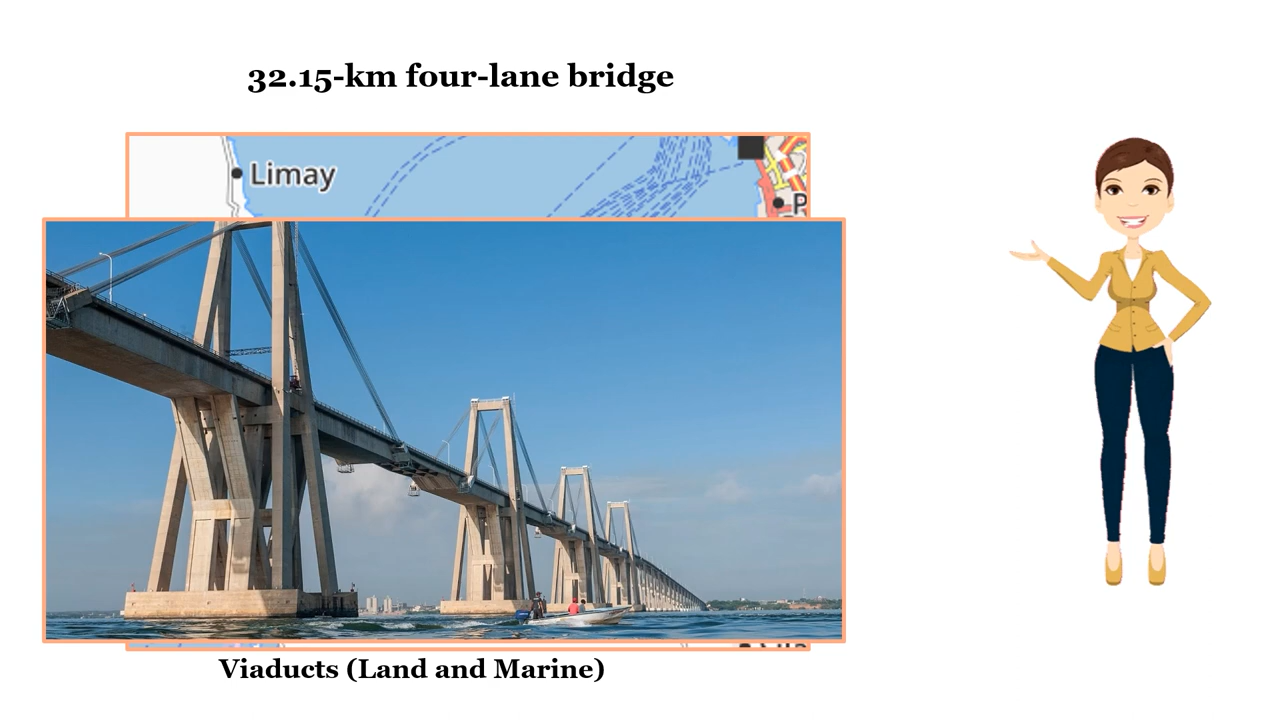 32.15-km four-lane bridge
Limay
P
Viaducts (Land and Marine)